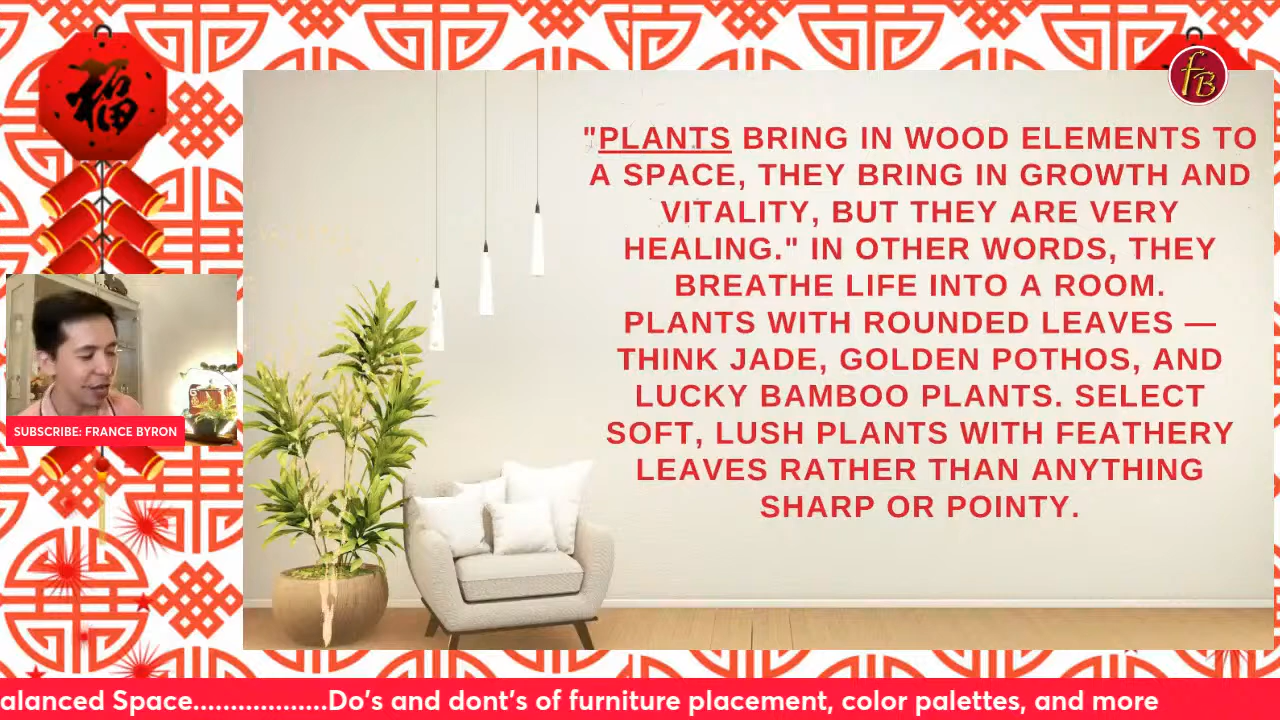 福
fB
"PLANTS BRING IN WOOD ELEMENTS TO
A SPACE, THEY BRING IN GROWTH AND
VITALITY, BUT THEY ARE VERY
HEALING." IN OTHER WORDS, THEY
BREATHE LIFE INTO A ROOM.
PLANTS WITH ROUNDED LEAVES —
THINK JADE, GOLDEN POTHOS, AND
LUCKY BAMBOO PLANTS. SELECT
SOFT, LUSH PLANTS WITH FEATHERY
LEAVES RATHER THAN ANYTHING
SHARP OR POINTY.
SUBSCRIBE: FRANCE BYRON
alanced Space..................Do's and dont's of furniture placement, color palettes, and more